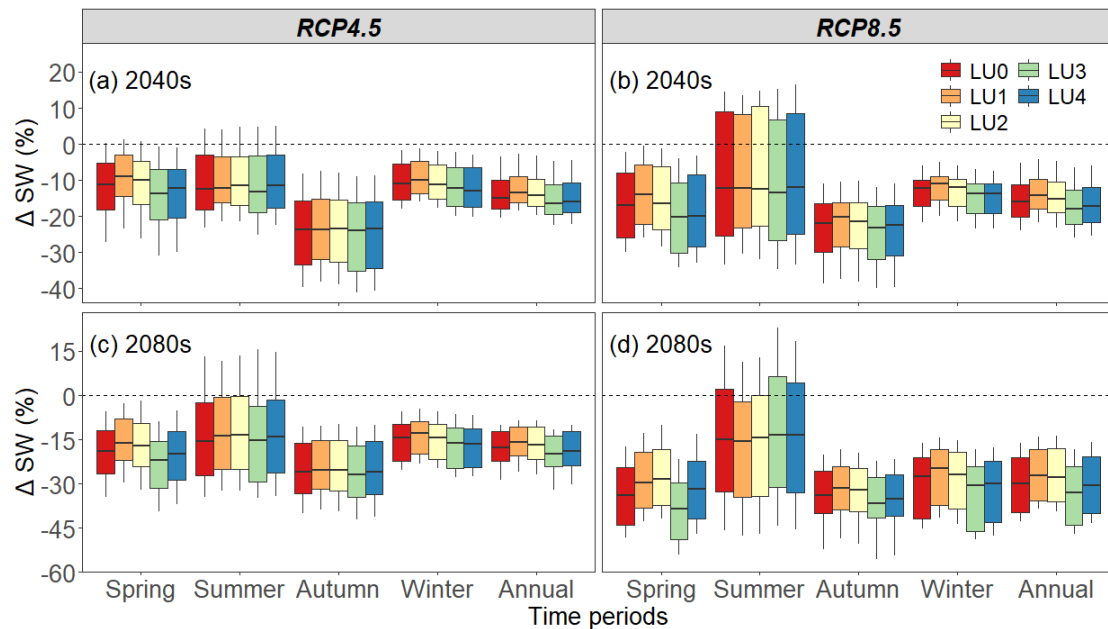 RCP4.5
RCP8.5
(a) 2040s
(b) 2040s
LU0
LU3
LU1
LU4
LU2
Δ SW (%)
20
10
0
-10
-20
-30
-40
(c) 2080s
(d) 2080s
Δ SW (%)
15
0
-15
-30
-45
-60
Spring Summer Autumn Winter Annual
Spring Summer Autumn Winter Annual
Time periods